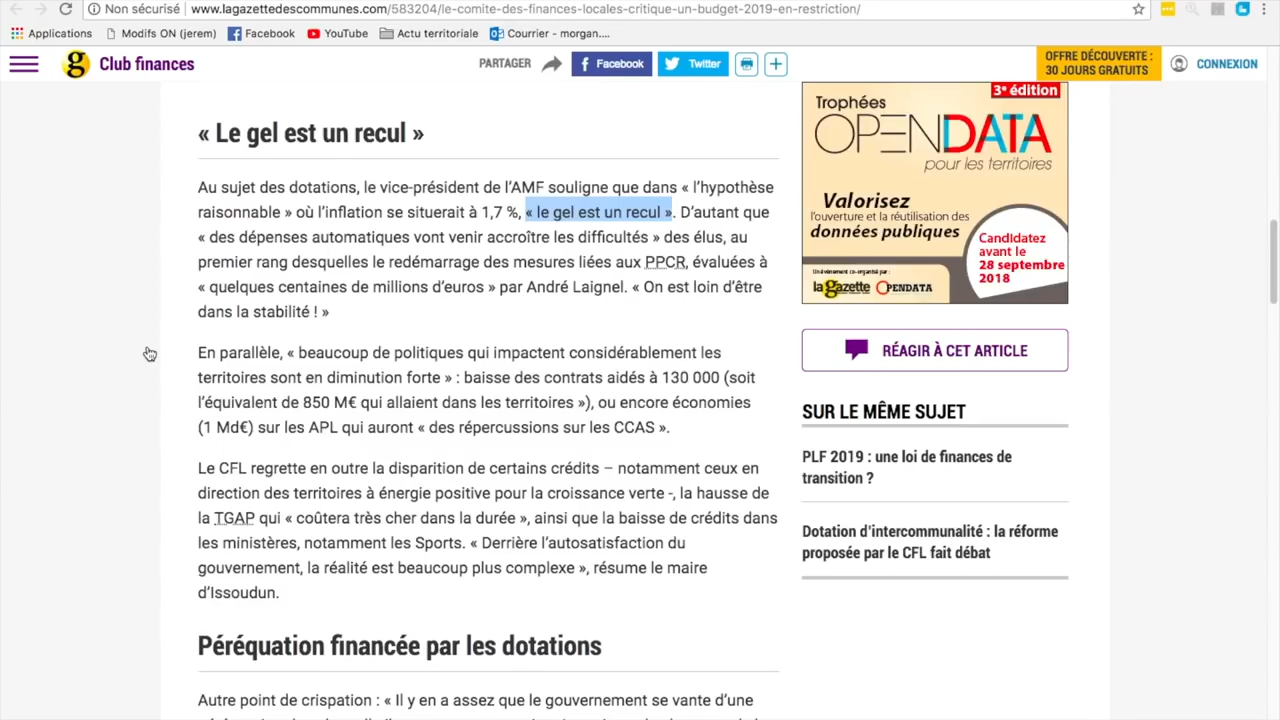 Non sécurisé
www.lagazettedescommunes.com/583204/le-comite-des-finances-locales-critique-un-budget-2019-en-restriction/
Applications
Modifs ON (jerem)
Facebook
YouTube
Actu territoriale
Courrier - morgan....
g
Club finances
PARTAGER
Facebook
Twitter
OFFRE DÉCOUVERTE :
30 JOURS GRATUITS
CONNEXION
« Le gel est un recul »
Au sujet des dotations, le vice-président de l'AMF souligne que dans « l'hypothèse
raisonnable » où l'inflation se situerait à 1,7 %, « le gel est un recul ». D'autant que
« des dépenses automatiques vont venir accroître les difficultés » des élus, au
premier rang desquelles le redémarrage des mesures liées aux PPCR, évaluées à
« quelques centaines de millions d'euros » par André Laignel. « On est loin d'être
dans la stabilité ! »
En parallèle, « beaucoup de politiques qui impactent considérablement les
territoires sont en diminution forte » : baisse des contrats aidés à 130 000 (soit
l'équivalent de 850 M€ qui allaient dans les territoires »), ou encore économies
(1 Md€) sur les APL qui auront « des répercussions sur les CCAS ».
Le CFL regrette en outre la disparition de certains crédits – notamment ceux en
direction des territoires à énergie positive pour la croissance verte -, la hausse de
la TGAP qui « coûtera très cher dans la durée », ainsi que la baisse de crédits dans
les ministères, notamment les Sports. « Derrière l'autosatisfaction du
gouvernement, la réalité est beaucoup plus complexe », résume le maire
d'Issoudun.
Péréquation financée par les dotations
Autre point de crispation : « Il y en a assez que le gouvernement se vante d'une
3e édition
Trophées
OPENDATA
pour les territoires
Valorisez
l'ouverture et la réutilisation des
données publiques
Candidatez
avant le
28 septembre
2018
Un événement co-organisé par :
la gazette
OPENDATA
RÉAGIR À CET ARTICLE
SUR LE MÊME SUJET
PLF 2019 : une loi de finances de
transition ?
Dotation d'intercommunalité : la réforme
proposée par le CFL fait débat